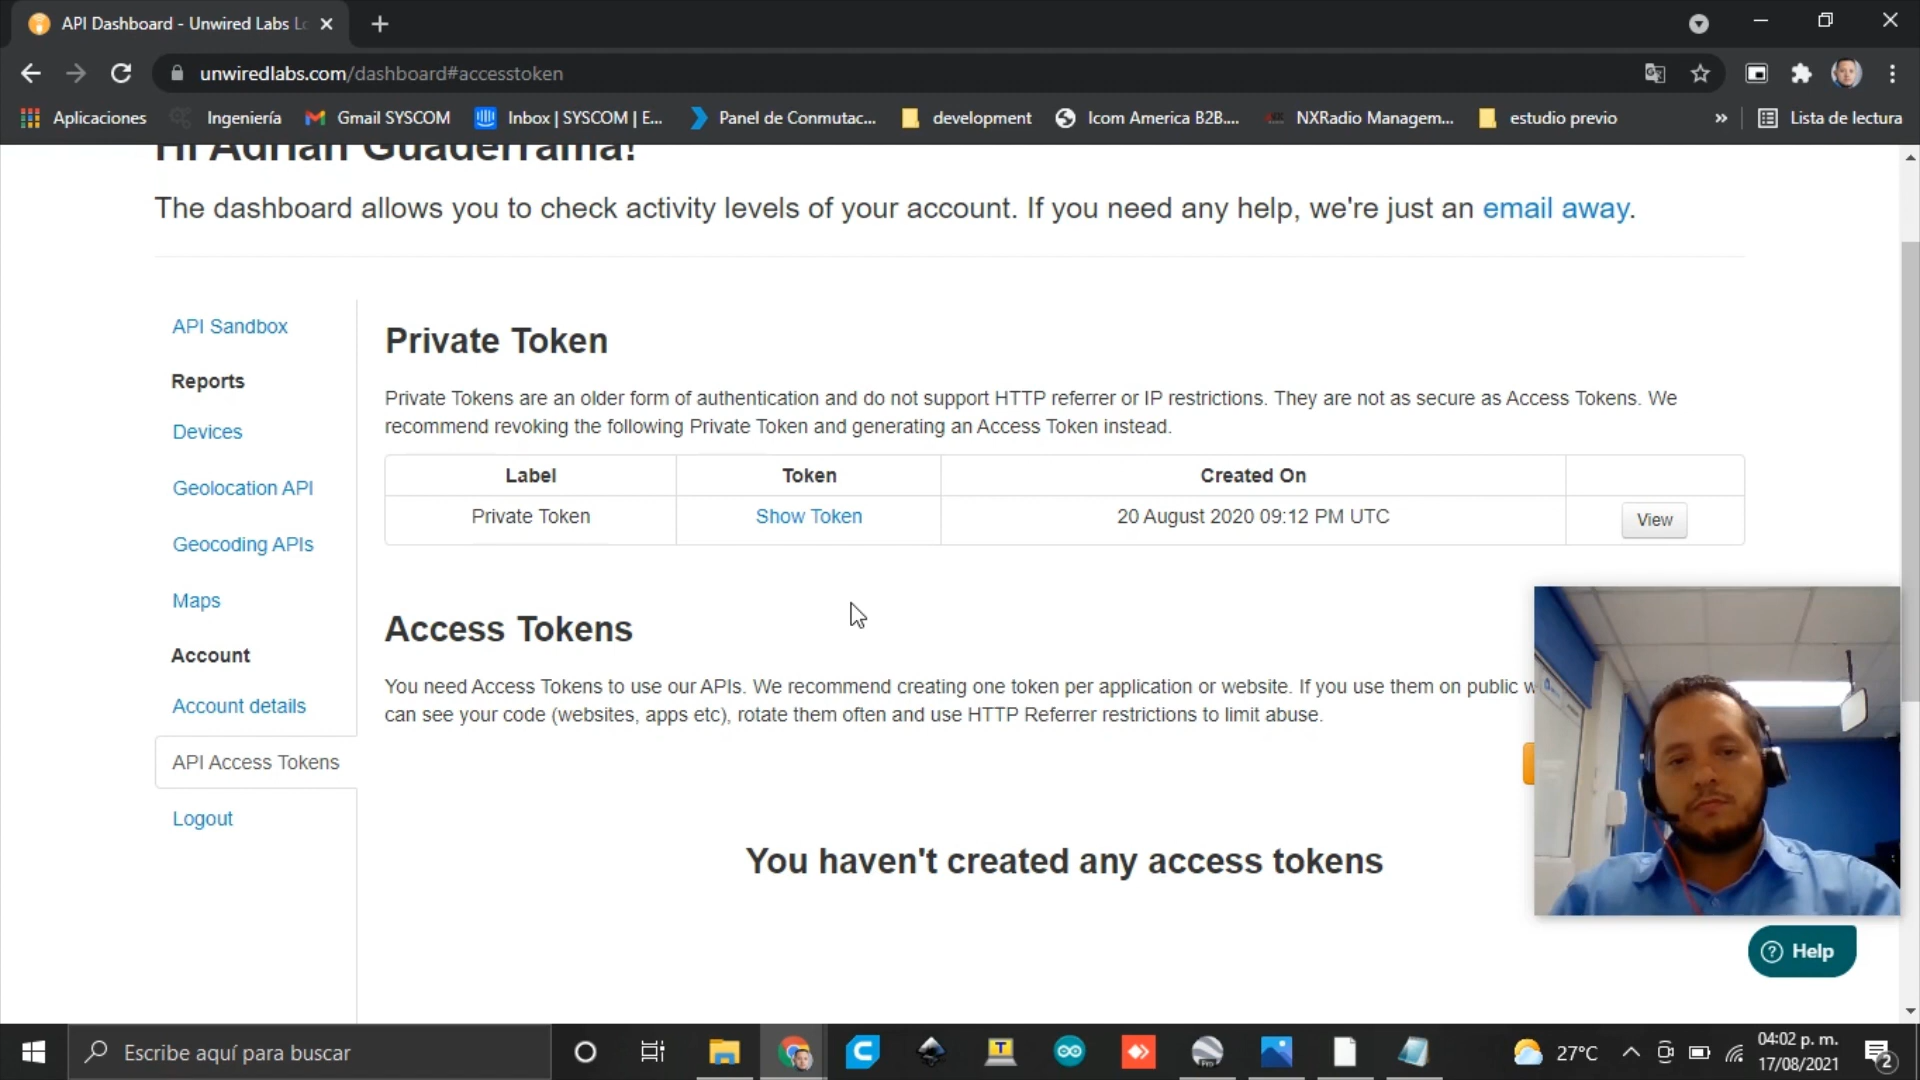 API Dashboard - Unwired Labs Lo
unwiredlabs.com/dashboard#accesstoken
Aplicaciones
Ingeniería
Gmail SYSCOM
Inbox | SYSCOM | E...
Panel de Conmutac...
development
Icom America B2B....
NXRadio Managem...
estudio previo
»
Lista de lectura
Hi Adrian Guaderrama!
The dashboard allows you to check activity levels of your account. If you need any help, we're just an email away.
API Sandbox
Reports
Devices
Geolocation API
Geocoding APIs
Maps
Account
Account details
API Access Tokens
Logout
Private Token
Private Tokens are an older form of authentication and do not support HTTP referrer or IP restrictions. They are not as secure as Access Tokens. We
recommend revoking the following Private Token and generating an Access Token instead.
Label Token Created On
Private Token Show Token 20 August 2020 09:12 PM UTC View
Access Tokens
You need Access Tokens to use our APIs. We recommend creating one token per application or website. If you use them on public w
can see your code (websites, apps etc), rotate them often and use HTTP Referrer restrictions to limit abuse.
You haven't created any access tokens
Help
Escribe aquí para buscar
27°C
04:02 p. m.
17/08/2021
2